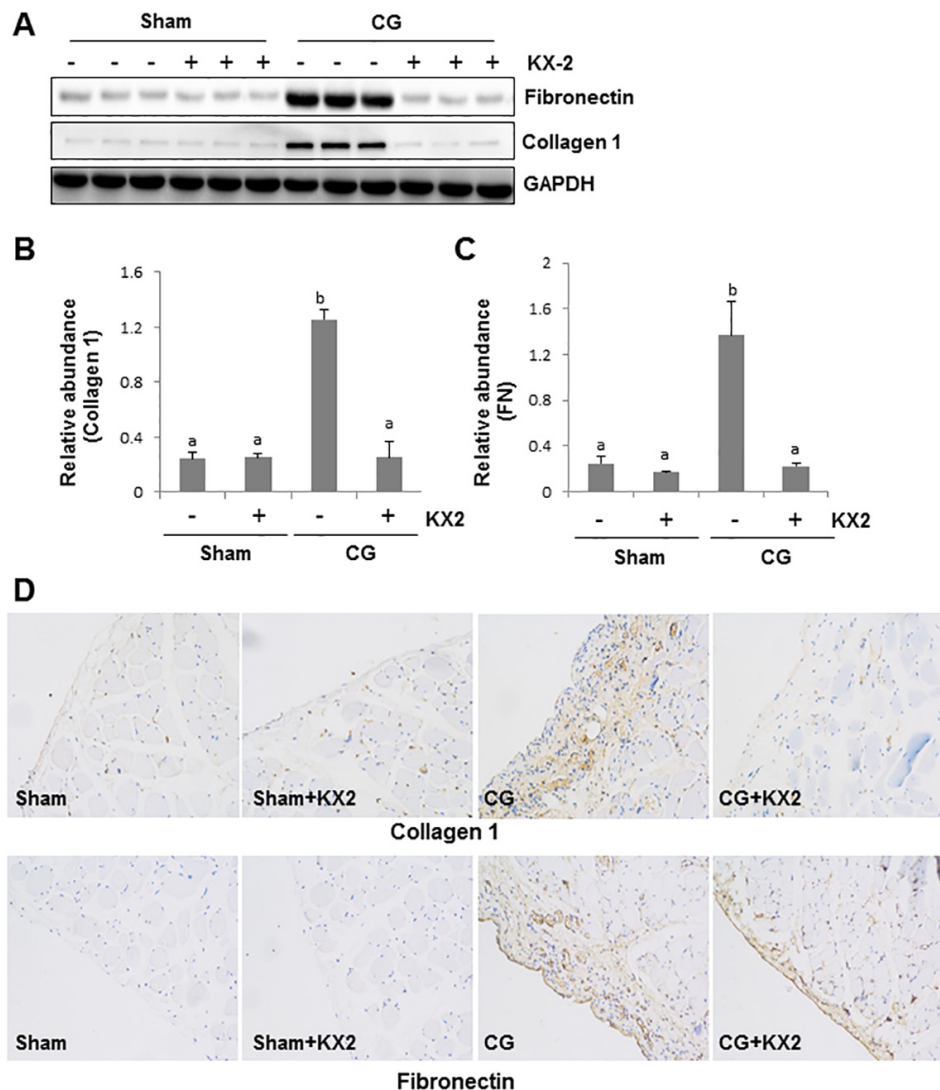 A
Sham CG
- - - + + + - - - + + + KX-2
Fibronectin
Collagen 1
GAPDH
B
Relative abundance
(Collagen 1)
1.6
1.2
0.8
0.4
0
a a b a
- + - + KX2
Sham CG
C
Relative abundance
(FN)
2
1.6
1.2
0.8
0.4
0
a a b a
- + - + KX2
Sham CG
D
Sham Sham+KX2 CG CG+KX2
Collagen 1
Sham Sham+KX2 CG CG+KX2
Fibronectin